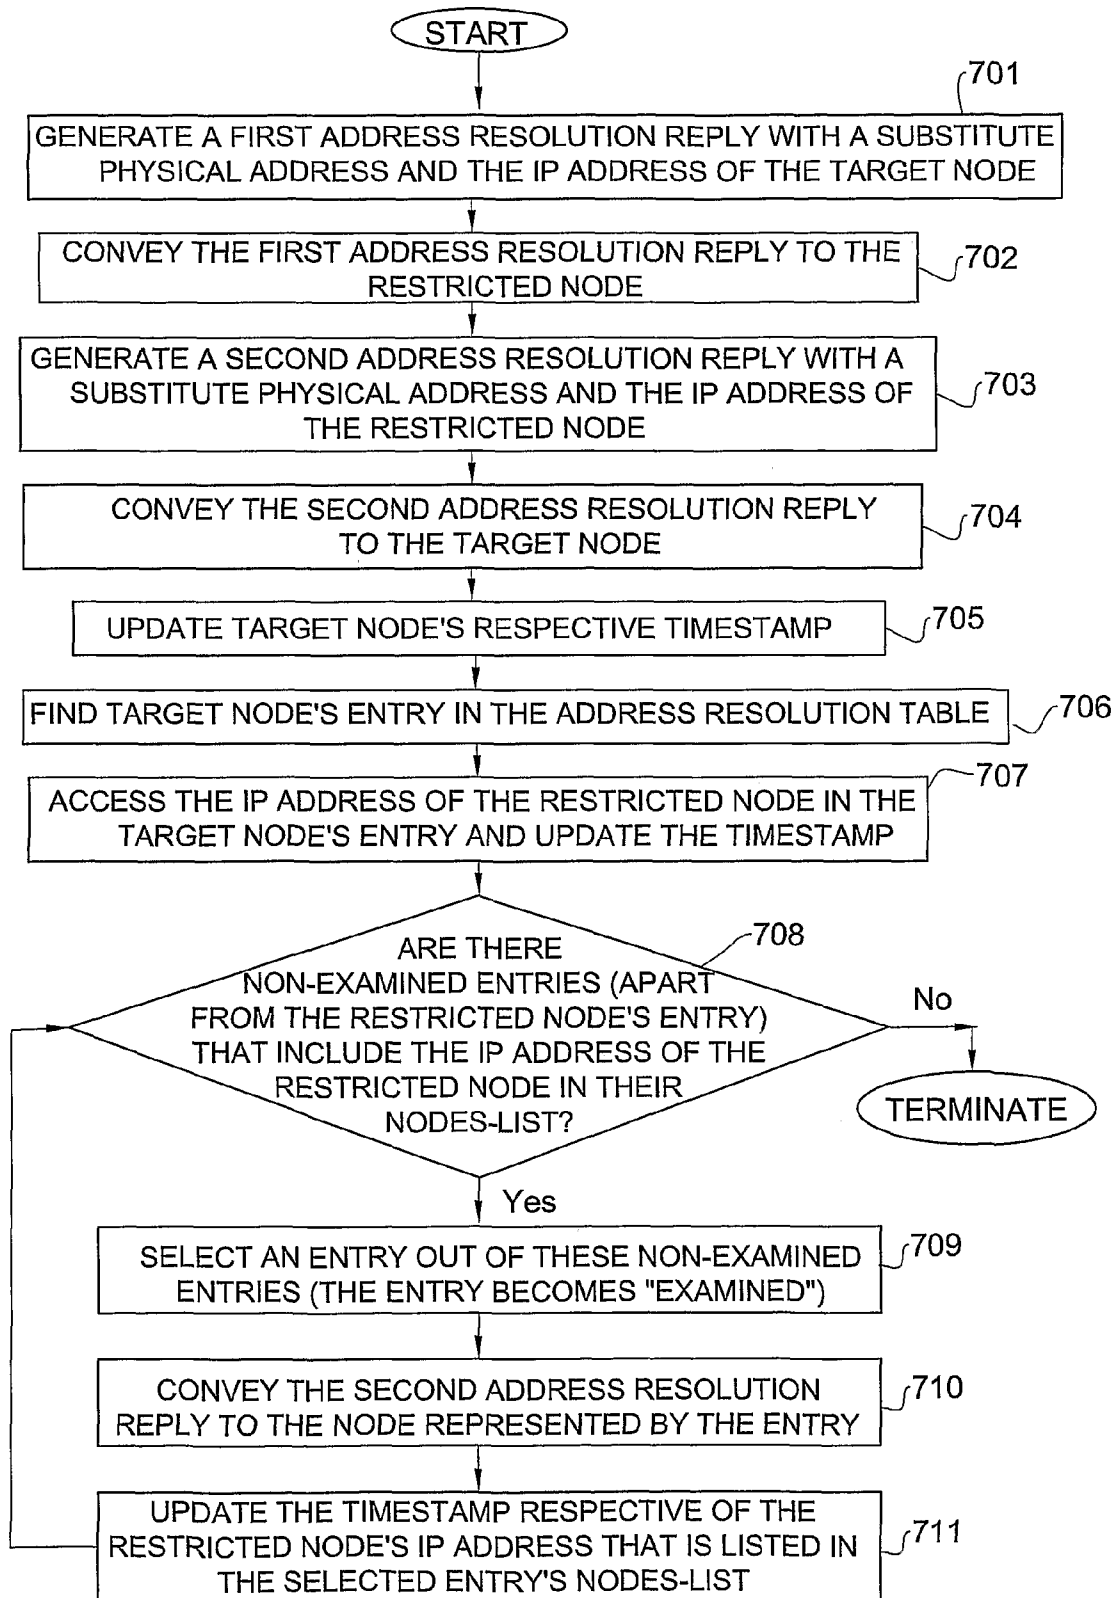 START
701
GENERATE A FIRST ADDRESS RESOLUTION REPLY WITH A SUBSTITUTE
PHYSICAL ADDRESS AND THE IP ADDRESS OF THE TARGET NODE
CONVEY THE FIRST ADDRESS RESOLUTION REPLY TO THE
RESTRICTED NODE
702
GENERATE A SECOND ADDRESS RESOLUTION REPLY WITH A
SUBSTITUTE PHYSICAL ADDRESS AND THE IP ADDRESS OF
THE RESTRICTED NODE
703
CONVEY THE SECOND ADDRESS RESOLUTION REPLY
TO THE TARGET NODE
704
UPDATE TARGET NODE'S RESPECTIVE TIMESTAMP
705
FIND TARGET NODE'S ENTRY IN THE ADDRESS RESOLUTION TABLE
706
707
ACCESS THE IP ADDRESS OF THE RESTRICTED NODE IN THE
TARGET NODE'S ENTRY AND UPDATE THE TIMESTAMP
708
ARE THERE
NON-EXAMINED ENTRIES (APART
FROM THE RESTRICTED NODE'S ENTRY)
THAT INCLUDE THE IP ADDRESS OF THE
RESTRICTED NODE IN THEIR
NODES-LIST?
No
TERMINATE
Yes
SELECT AN ENTRY OUT OF THESE NON-EXAMINED
ENTRIES (THE ENTRY BECOMES "EXAMINED")
709
CONVEY THE SECOND ADDRESS RESOLUTION
REPLY TO THE NODE REPRESENTED BY THE ENTRY
710
UPDATE THE TIMESTAMP RESPECTIVE OF THE
RESTRICTED NODE'S IP ADDRESS THAT IS LISTED IN
THE SELECTED ENTRY'S NODES-LIST
711